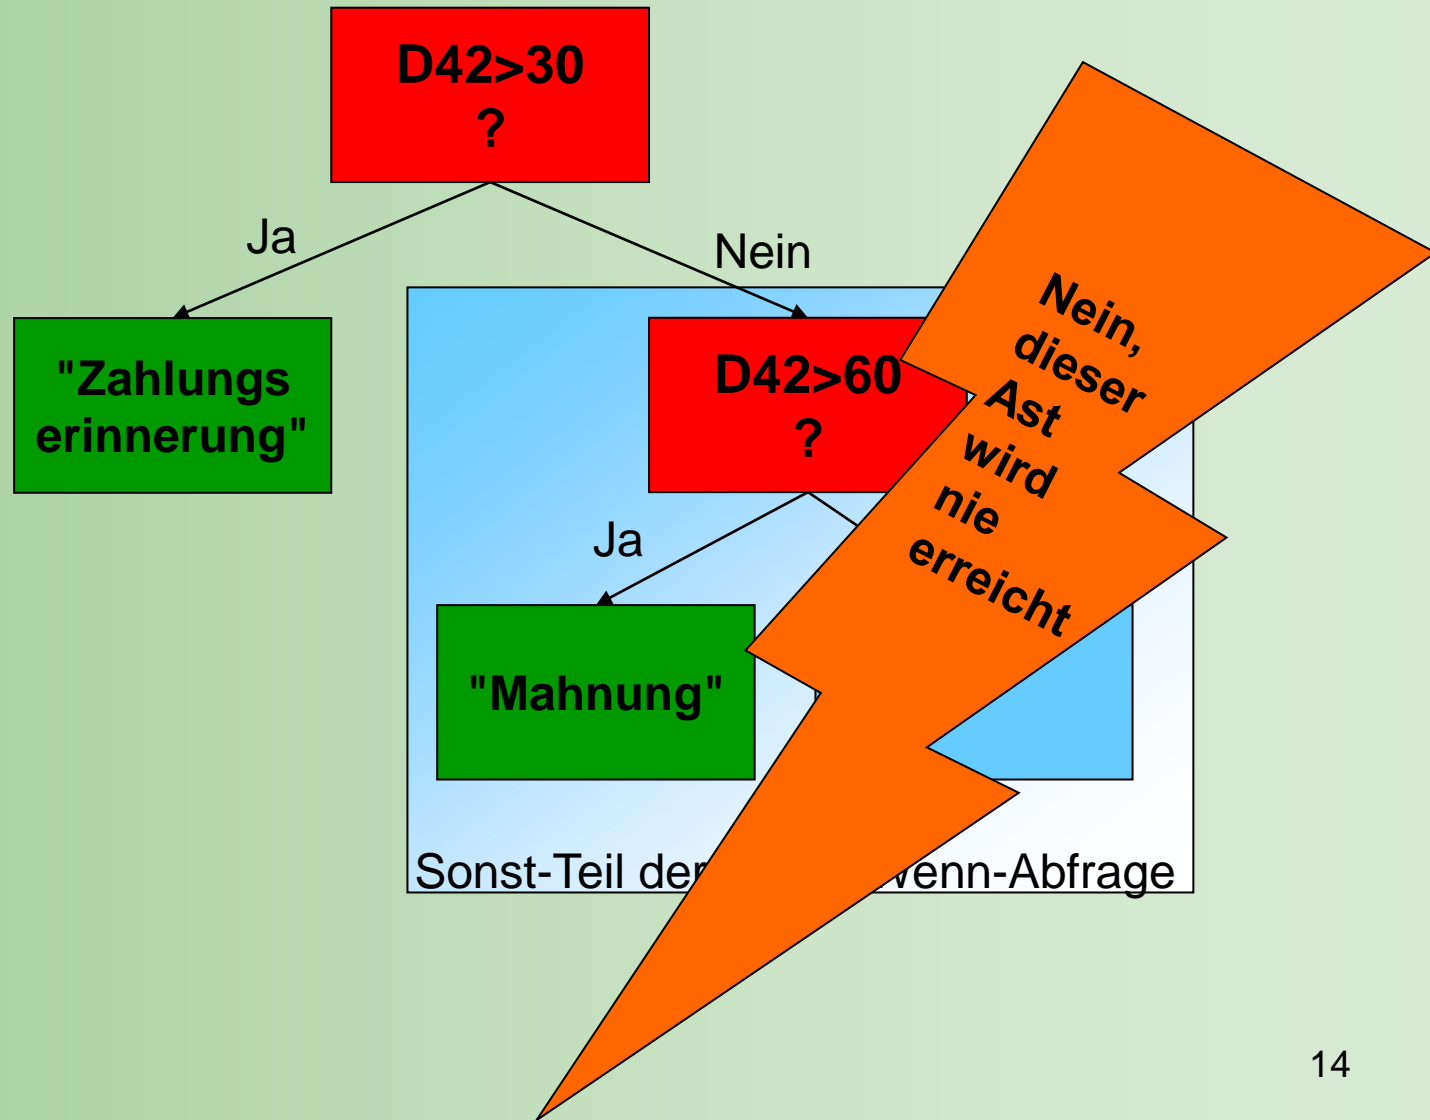 D42>30
?
Ja
Nein
"Zahlungs
erinnerung"
D42>60
?
Nein,
dieser
Ast
wird
nie
erreicht
Ja
"Mahnung"
Sonst-Teil der Wenn-Abfrage
14